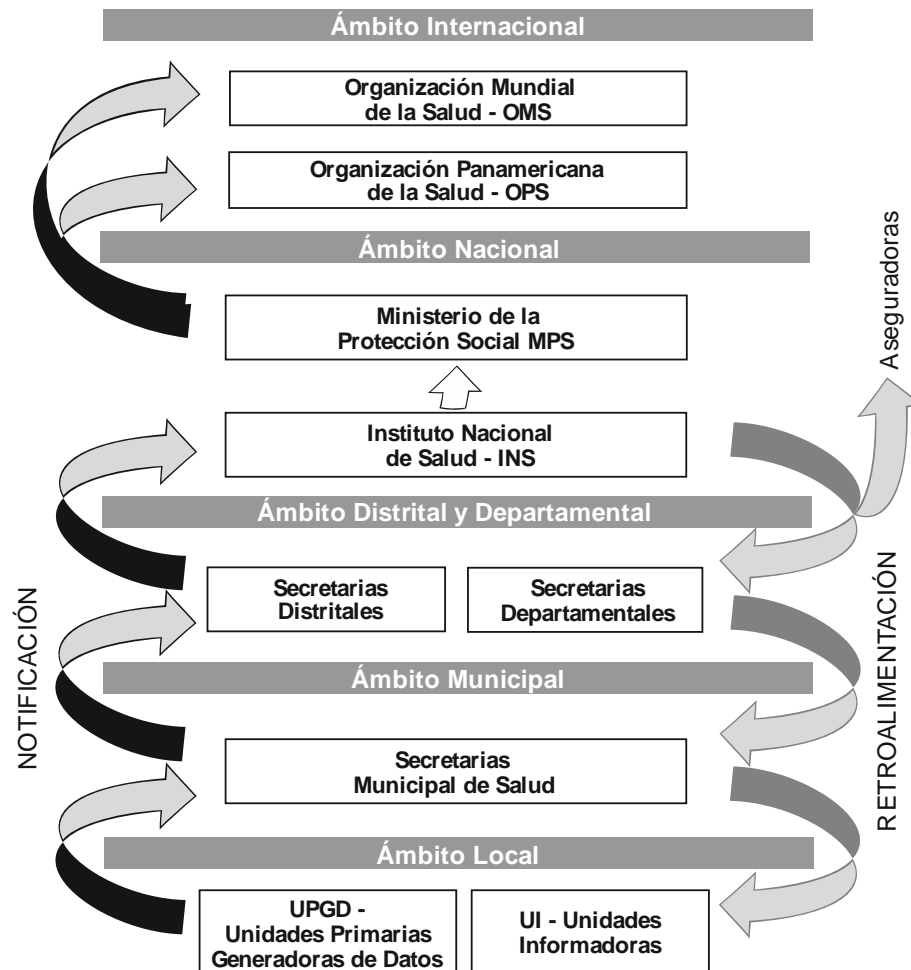 Ámbito Internacional
Organización Mundial
de la Salud - OMS
Organización Panamericana
de la Salud - OPS
Ámbito Nacional
Ministerio de la
Protección Social MPS
Aseguradoras
Instituto Nacional
de Salud - INS
Ámbito Distrital y Departamental
Secretarias
Distritales
Secretarias
Departamentales
NOTIFICACIÓN
RETROALIMENTACIÓN
Ámbito Municipal
Secretarias
Municipal de Salud
Ámbito Local
UPGD -
Unidades Primarias
Generadoras de Datos
UI - Unidades
Informadoras